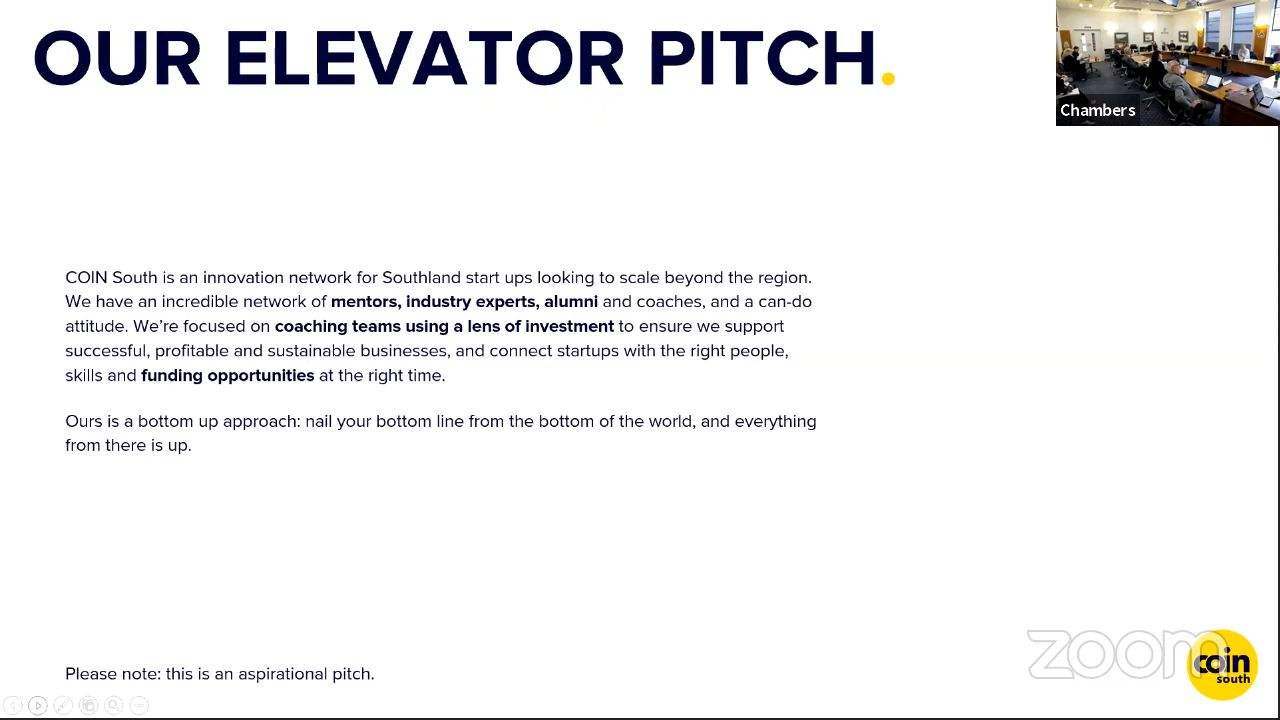 OUR ELEVATOR PITCH.
Chambers
COIN South is an innovation network for Southland start ups looking to scale beyond the region.
We have an incredible network of mentors, industry experts, alumni and coaches, and a can-do
attitude. We’re focused on coaching teams using a lens of investment to ensure we support
successful, profitable and sustainable businesses, and connect startups with the right people,
skills and funding opportunities at the right time.
Ours is a bottom up approach: nail your bottom line from the bottom of the world, and everything
from there is up.
Please note: this is an aspirational pitch.
zoom
coin
south